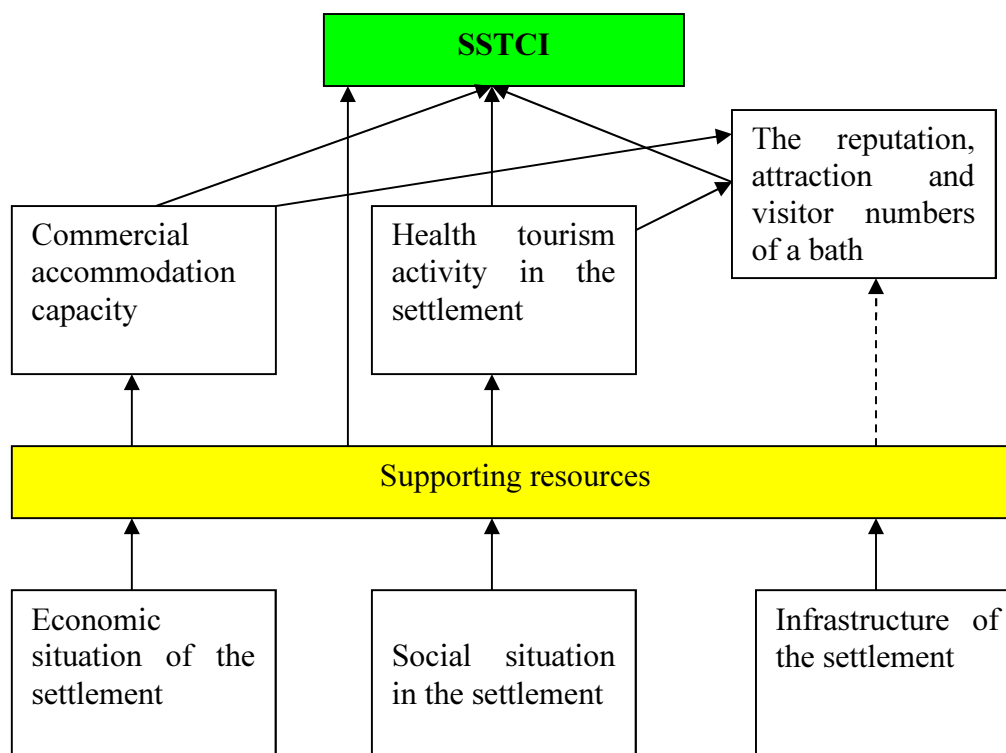 SSTCI
The reputation,
attraction and
visitor numbers
of a bath
Commercial
accommodation
capacity
Health tourism
activity in the
settlement
Supporting resources
Economic
situation of the
settlement
Social situation
in the settlement
Infrastructure of
the settlement